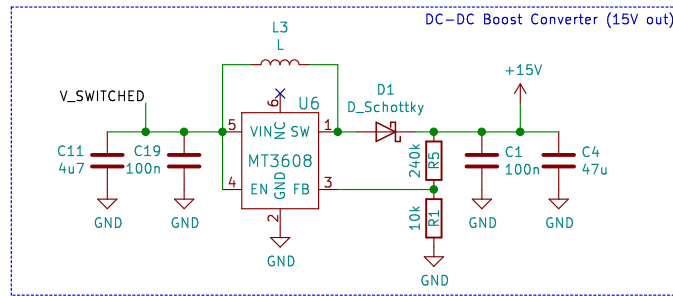 DC-DC Boost Converter (15V out)
L3
L
+15V
V_SWITCHED
D1
D_Schottky
6
U6
5
VIN
NC
SW
1
C11
4u7
C19
100n
MT3608
240k
R5
C1
100n
C4
47u
4
EN
GND
FB
3
2
10k
R1
GND
GND
GND
GND
GND
GND